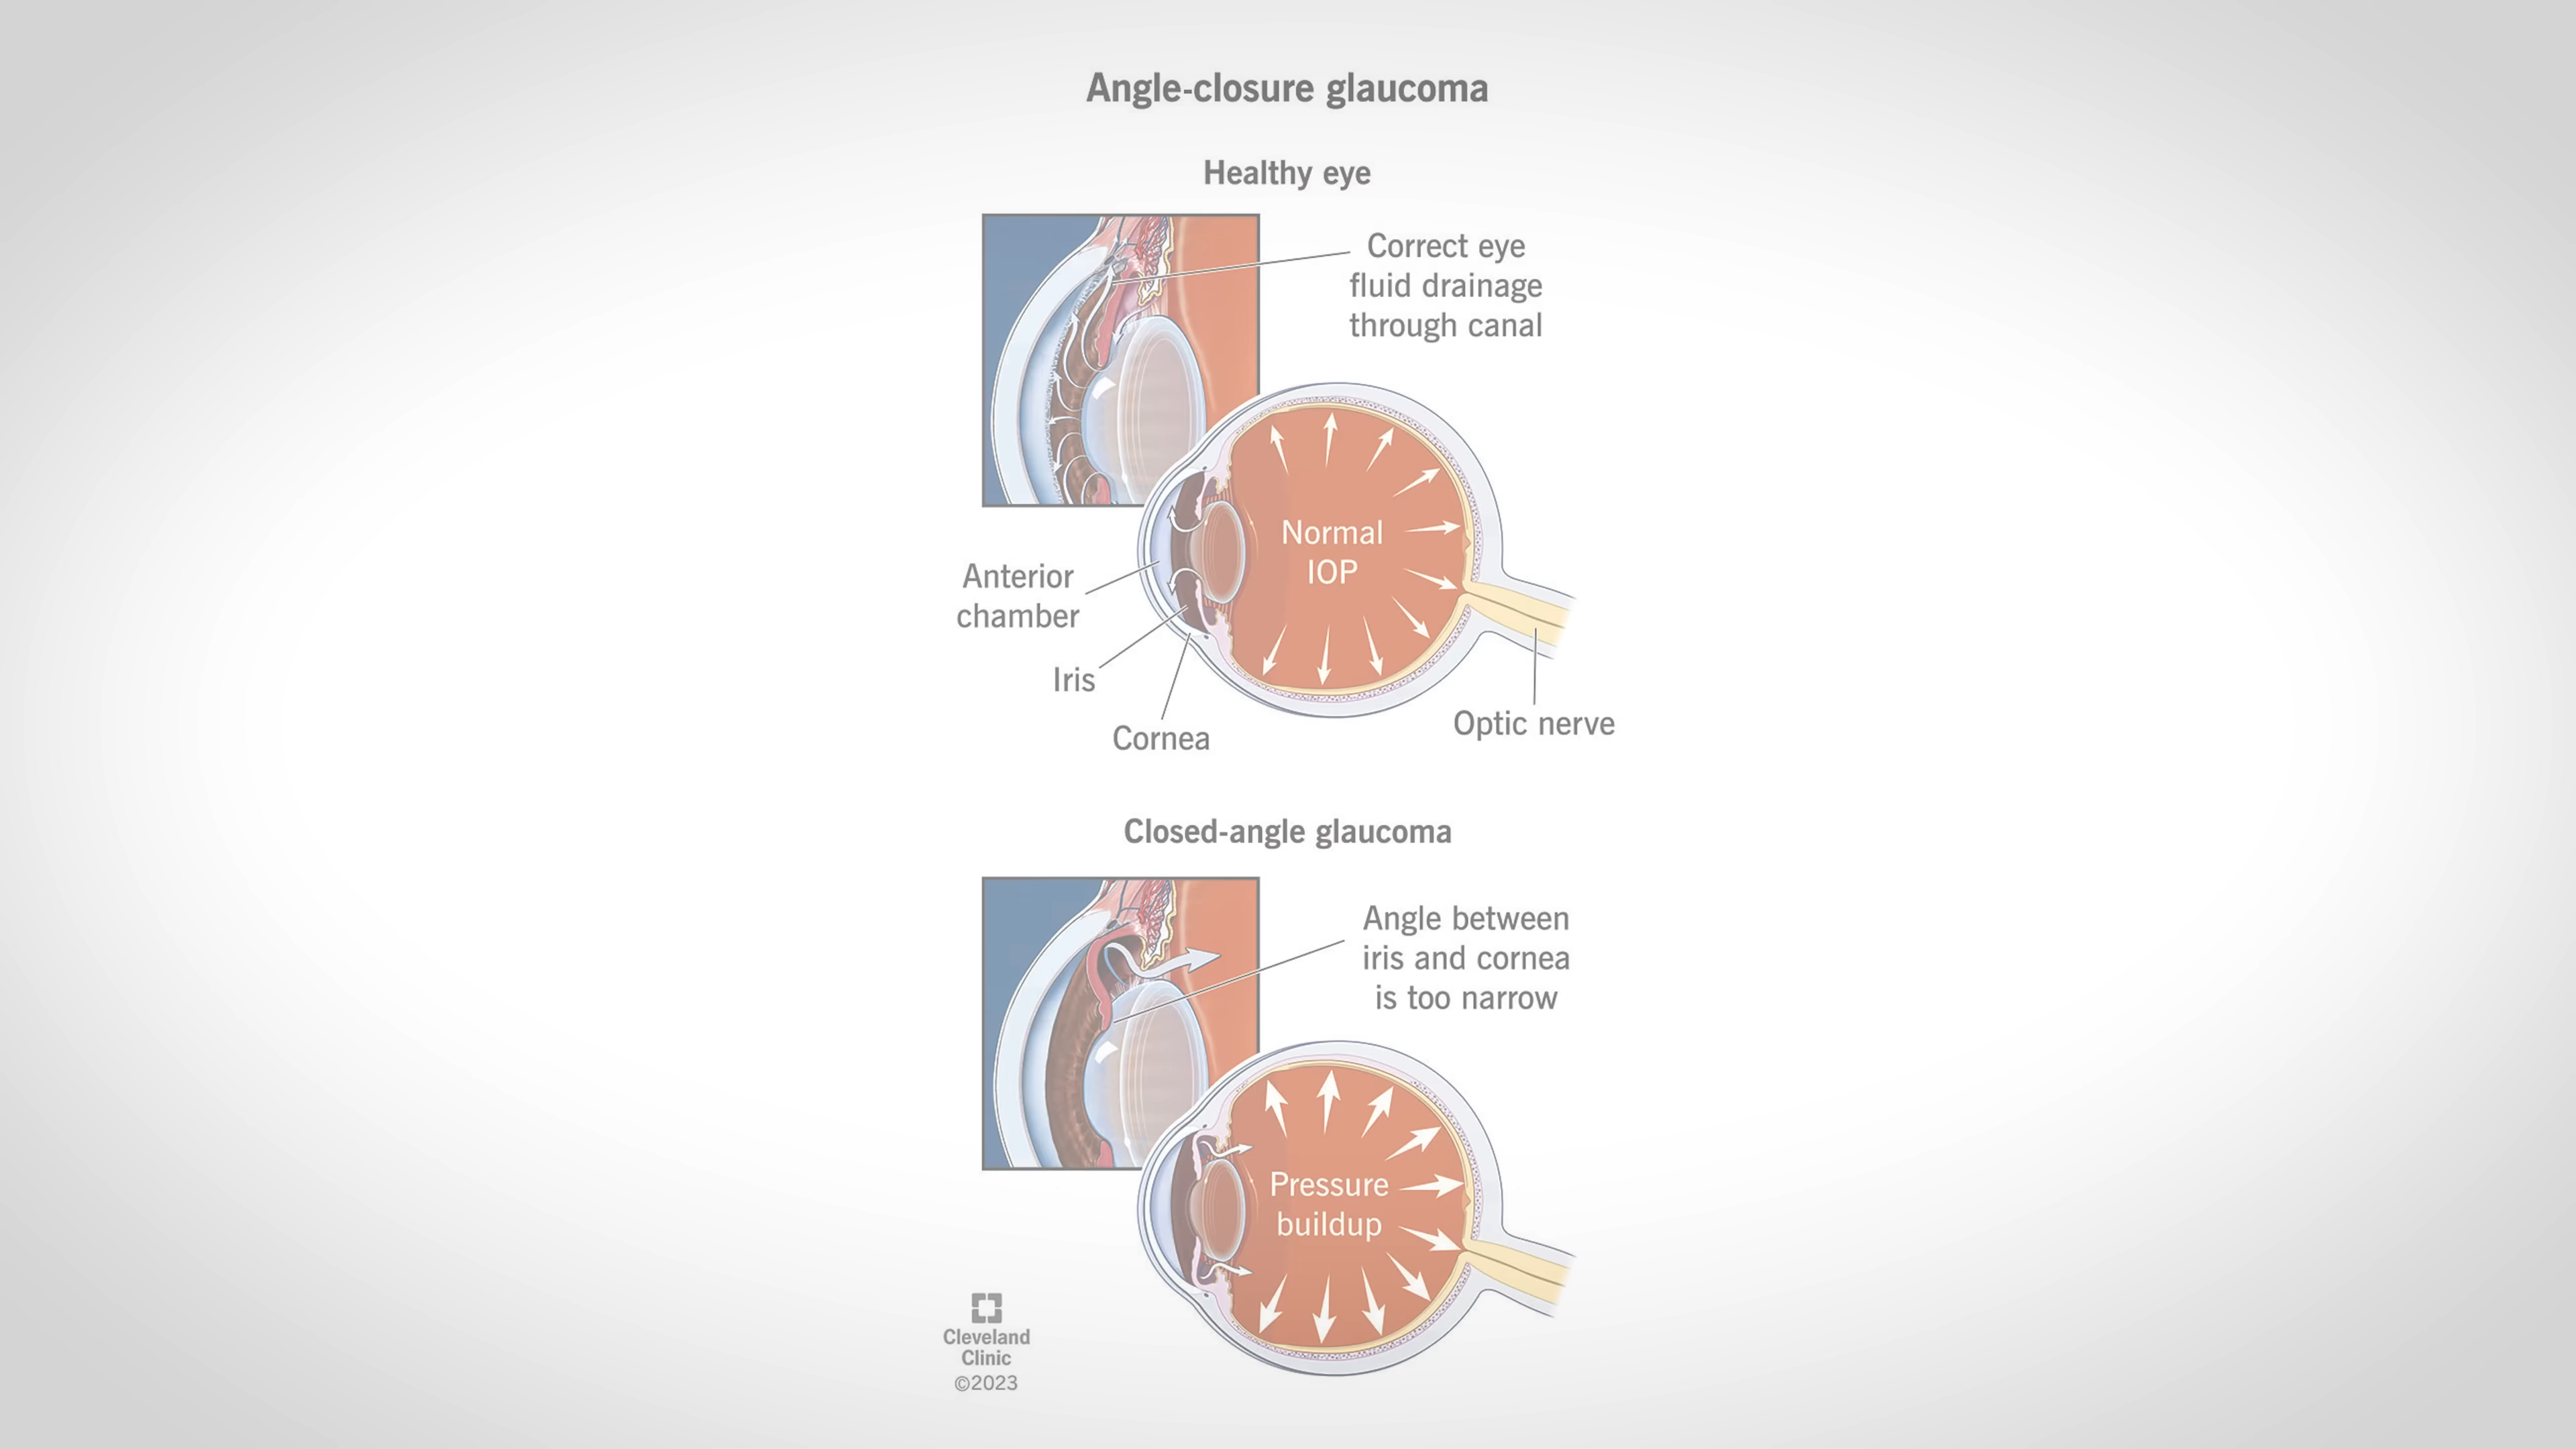 Angle-closure glaucoma
Healthy eye
Correct eye
fluid drainage
through canal
Normal
IOP
Anterior
chamber
Iris
Cornea
Optic nerve
Closed-angle glaucoma
Angle between
iris and cornea
is too narrow
Pressure
buildup
Cleveland
Clinic
©2023